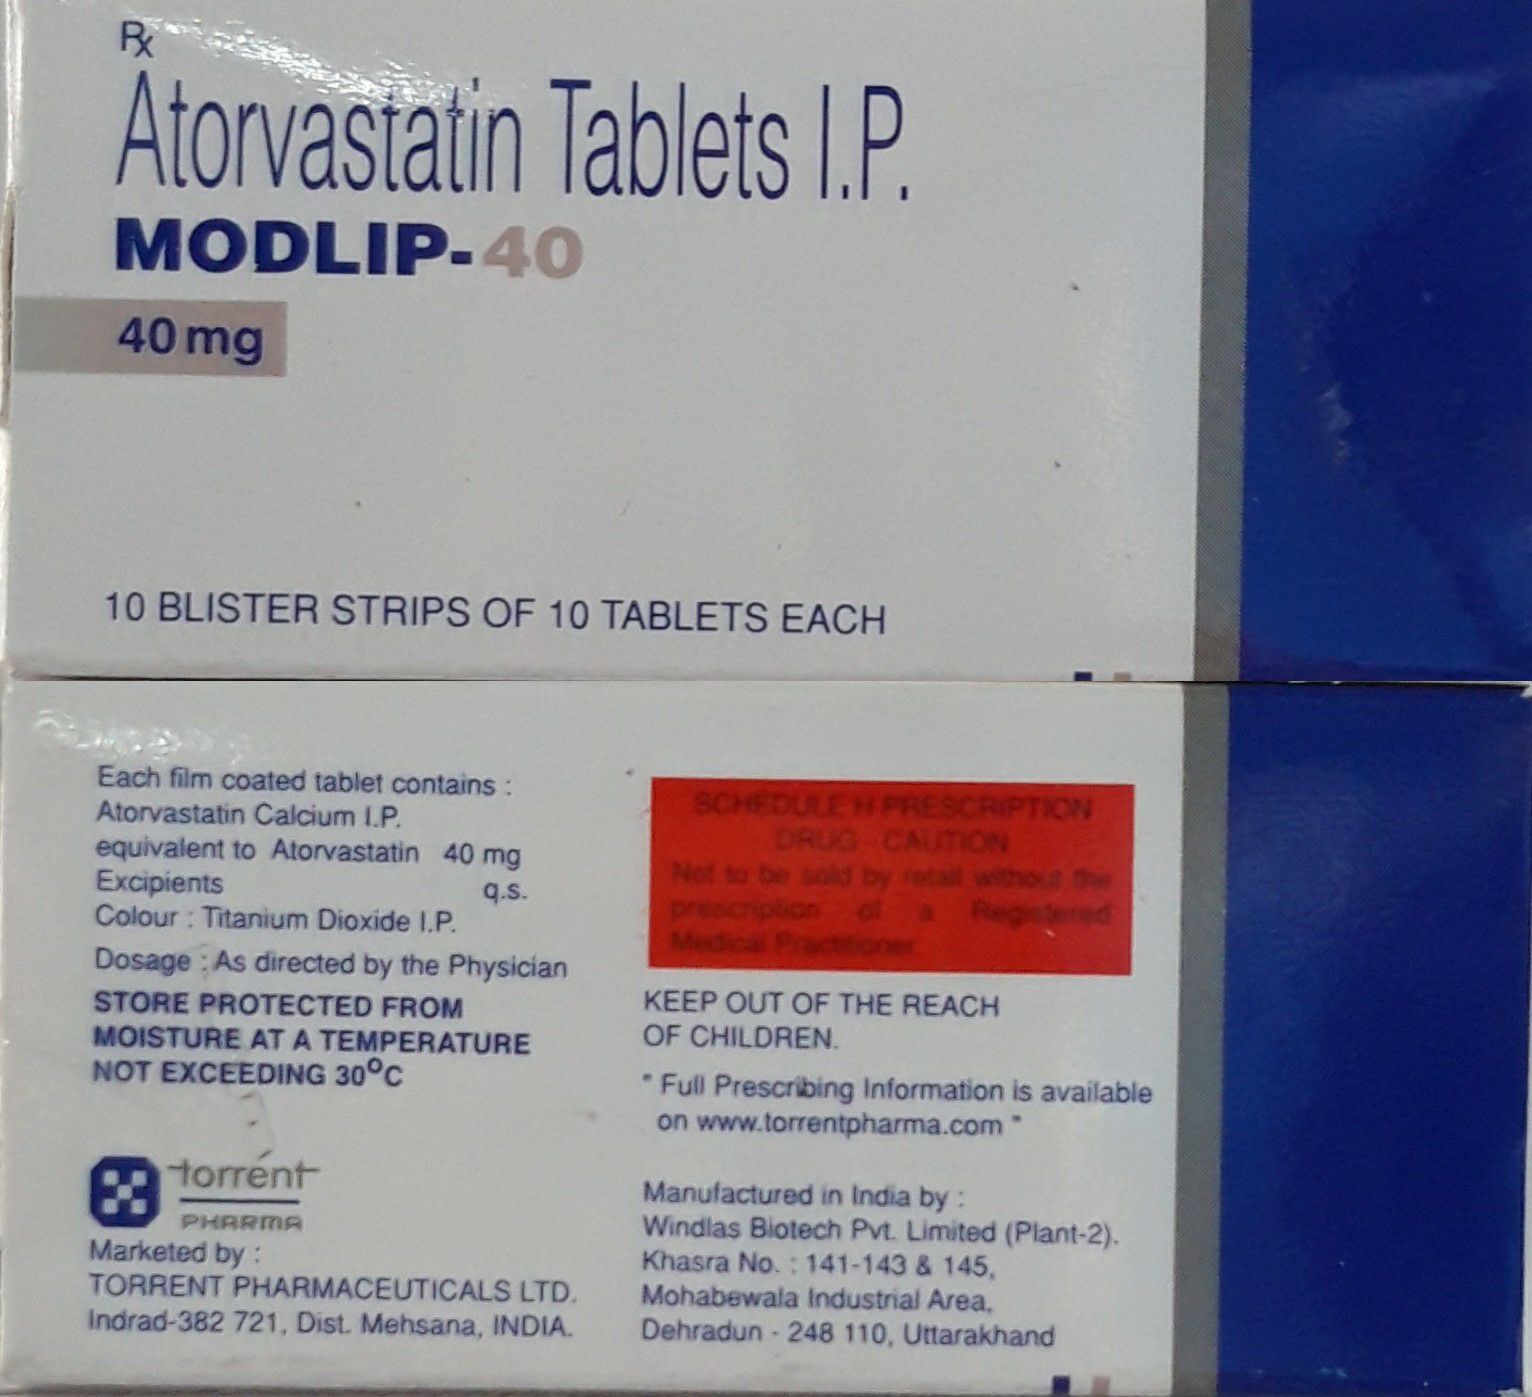 Rx
Atorvastatin Tablets I.P.
MODLIP-40
40 mg
10 BLISTER STRIPS OF 10 TABLETS EACH
Each film coated tablet contains :
Atorvastatin Calcium I.P.
equivalent to Atorvastatin 40 mg
Excipients q.s.
Colour : Titanium Dioxide I.P.
Dosage : As directed by the Physician
STORE PROTECTED FROM
MOISTURE AT A TEMPERATURE
NOT EXCEEDING 30°C
torrent
PHARMA
Marketed by :
TORRENT PHARMACEUTICALS LTD.
Indrad-382 721, Dist. Mehsana, INDIA.
SCHEDULE H PRESCRIPTION
DRUG CAUTION
Not to be sold by retail without the
prescription of a Registered
Medical Practitioner
KEEP OUT OF THE REACH
OF CHILDREN.
" Full Prescribing Information is available
on www.torrentpharma.com "
Manufactured in India by :
Windlas Biotech Pvt. Limited (Plant-2).
Khasra No. : 141-143 & 145,
Mohabewala Industrial Area,
Dehradun - 248 110, Uttarakhand